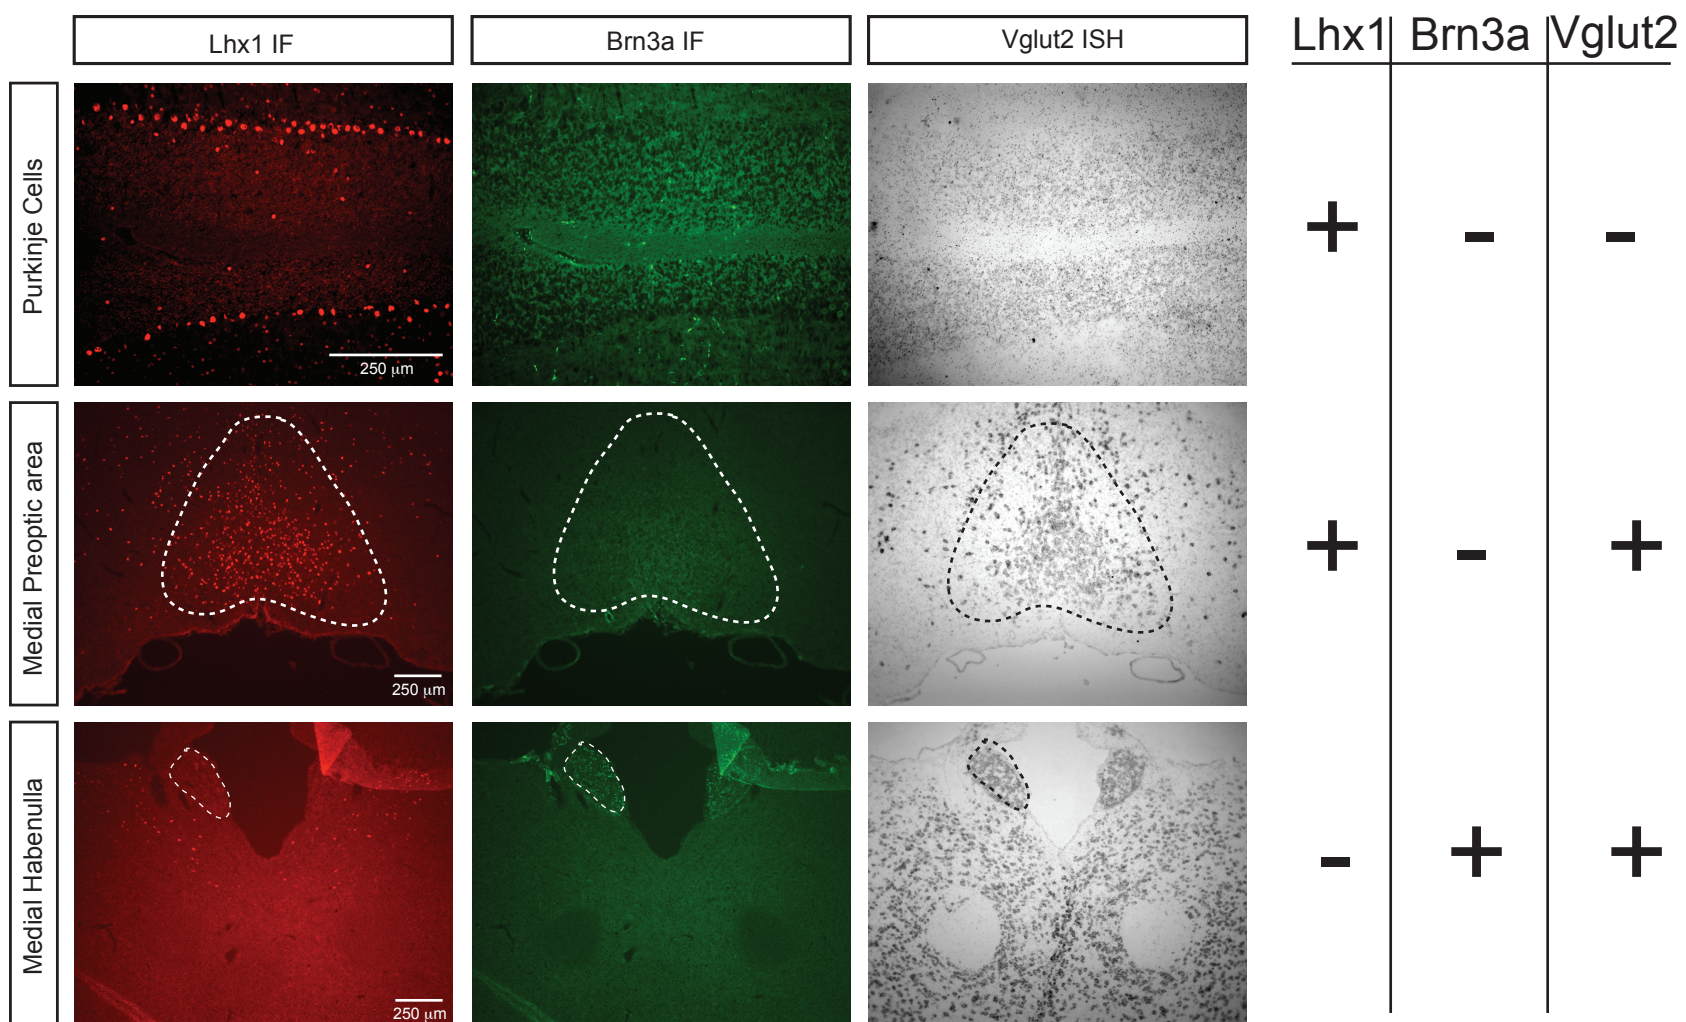 Lhx1 IF
Brn3a IF
Vglut2 ISH
Lhx1
Brn3a
Vglut2
Purkinje Cells
250 μm
+
-
-
Medial Preoptic area
250 μm
+
-
+
Medial Habenulla
250 μm
-
+
+